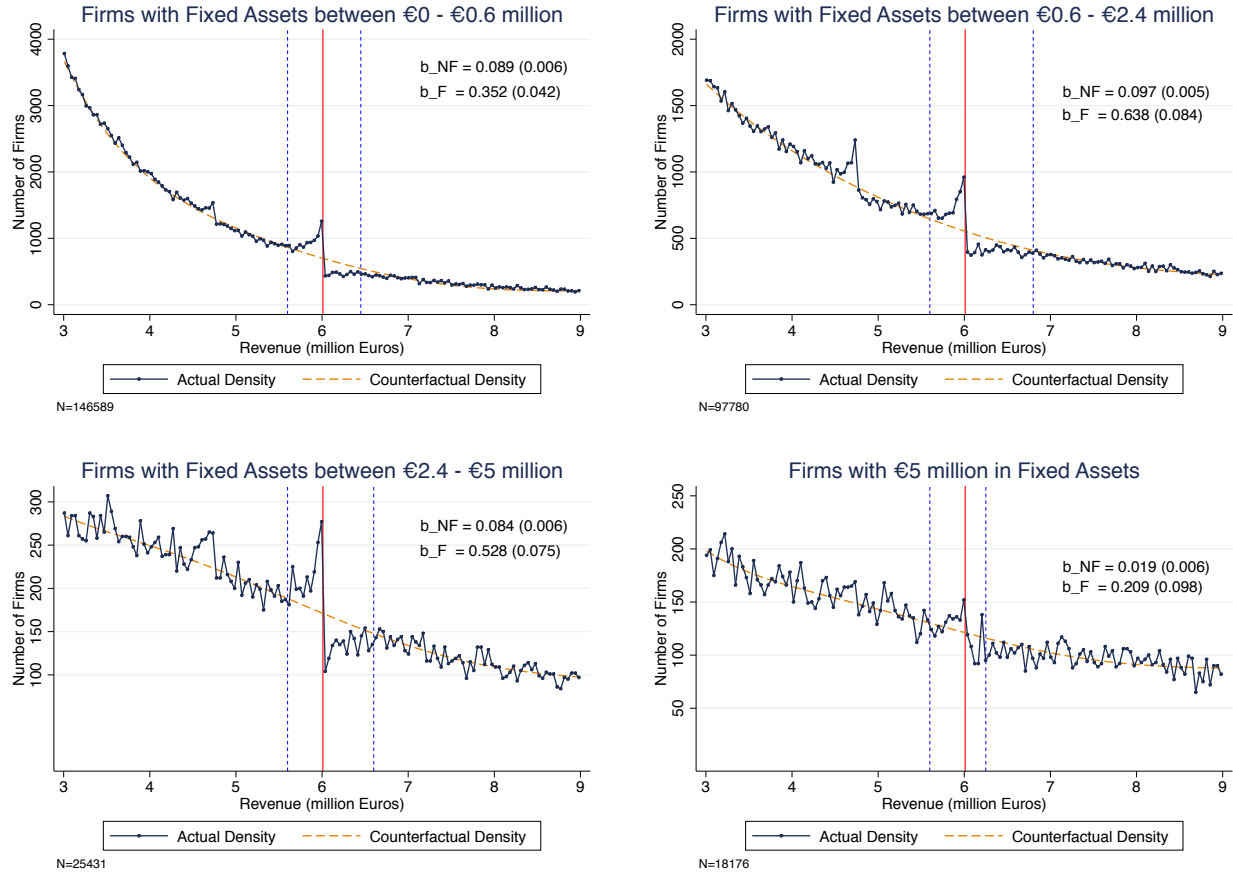 Firms with Fixed Assets between €0 - €0.6 million
Number of Firms
4000
3000
2000
1000
0
b_NF = 0.089 (0.006)
b_F = 0.352 (0.042)
3 4 5 6 7 8 9
Revenue (million Euros)
Actual Density Counterfactual Density
N=146589
Firms with Fixed Assets between €0.6 - €2.4 million
Number of Firms
2000
1500
1000
500
0
b_NF = 0.097 (0.005)
b_F = 0.638 (0.084)
3 4 5 6 7 8 9
Revenue (million Euros)
Actual Density Counterfactual Density
N=97780
Firms with Fixed Assets between €2.4 - €5 million
Number of Firms
300
250
200
150
100
b_NF = 0.084 (0.006)
b_F = 0.528 (0.075)
3 4 5 6 7 8 9
Revenue (million Euros)
Actual Density Counterfactual Density
N=25431
Firms with €5 million in Fixed Assets
Number of Firms
250
200
150
100
50
b_NF = 0.019 (0.006)
b_F = 0.209 (0.098)
3 4 5 6 7 8 9
Revenue (million Euros)
Actual Density Counterfactual Density
N=18176